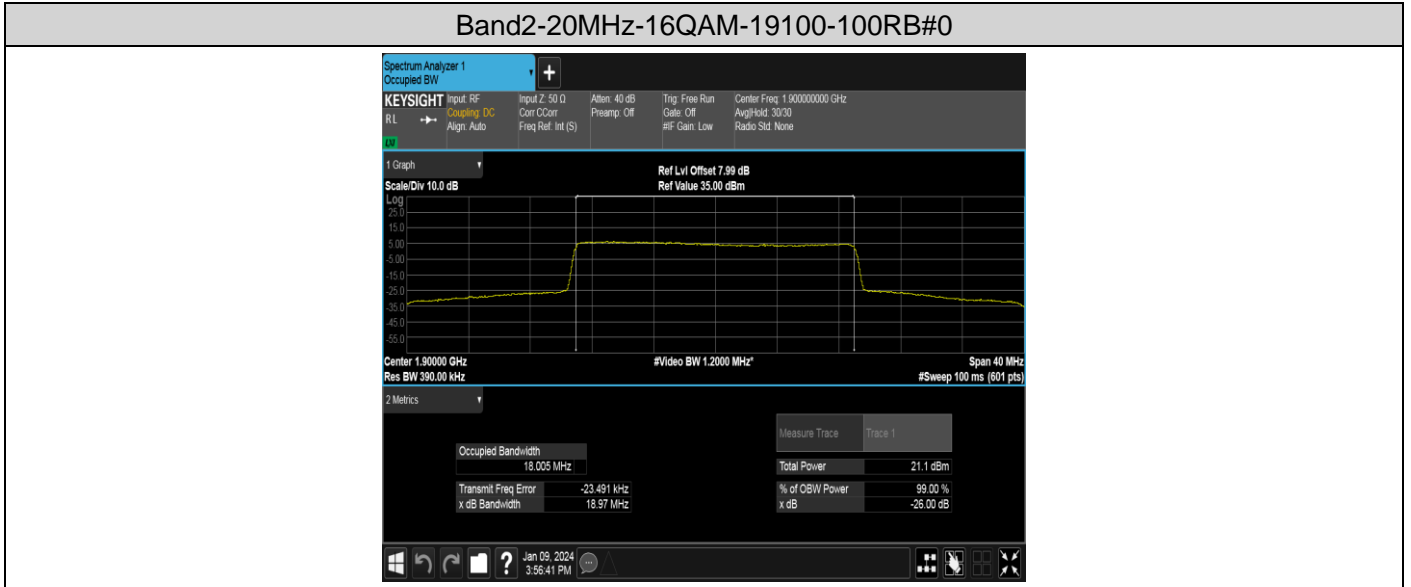 Band2-20MHz-16QAM-19100-100RB#0
Spectrum Analyzer 1
Occupied BW
+
KEYSIGHT Input: RF Input Z: 50 Ω Atten: 40 dB Trig: Free Run Center Freq: 1.900000000 GHz
RL Coupling: DC Corr CCorr Preamp: Off Gate: Off Avg|Hold: 30/30
Align: Auto Freq Ref: Int (S) #IF Gain: Low Radio Std: None
1 Graph
Ref Lvl Offset 7.99 dB
Scale/Div 10.0 dB Ref Value 35.00 dBm
Log
25.0
15.0
5.00
-5.00
-15.0
-25.0
-35.0
-45.0
-55.0
Center 1.90000 GHz #Video BW 1.2000 MHz* Span 40 MHz
Res BW 390.00 kHz #Sweep 100 ms (601 pts)
2 Metrics
Measure Trace Trace 1
Occupied Bandwidth
18.005 MHz Total Power 21.1 dBm
Transmit Freq Error -23.491 kHz % of OBW Power 99.00 %
x dB Bandwidth 18.97 MHz x dB -26.00 dB
? Jan 09, 2024
3:56:41 PM